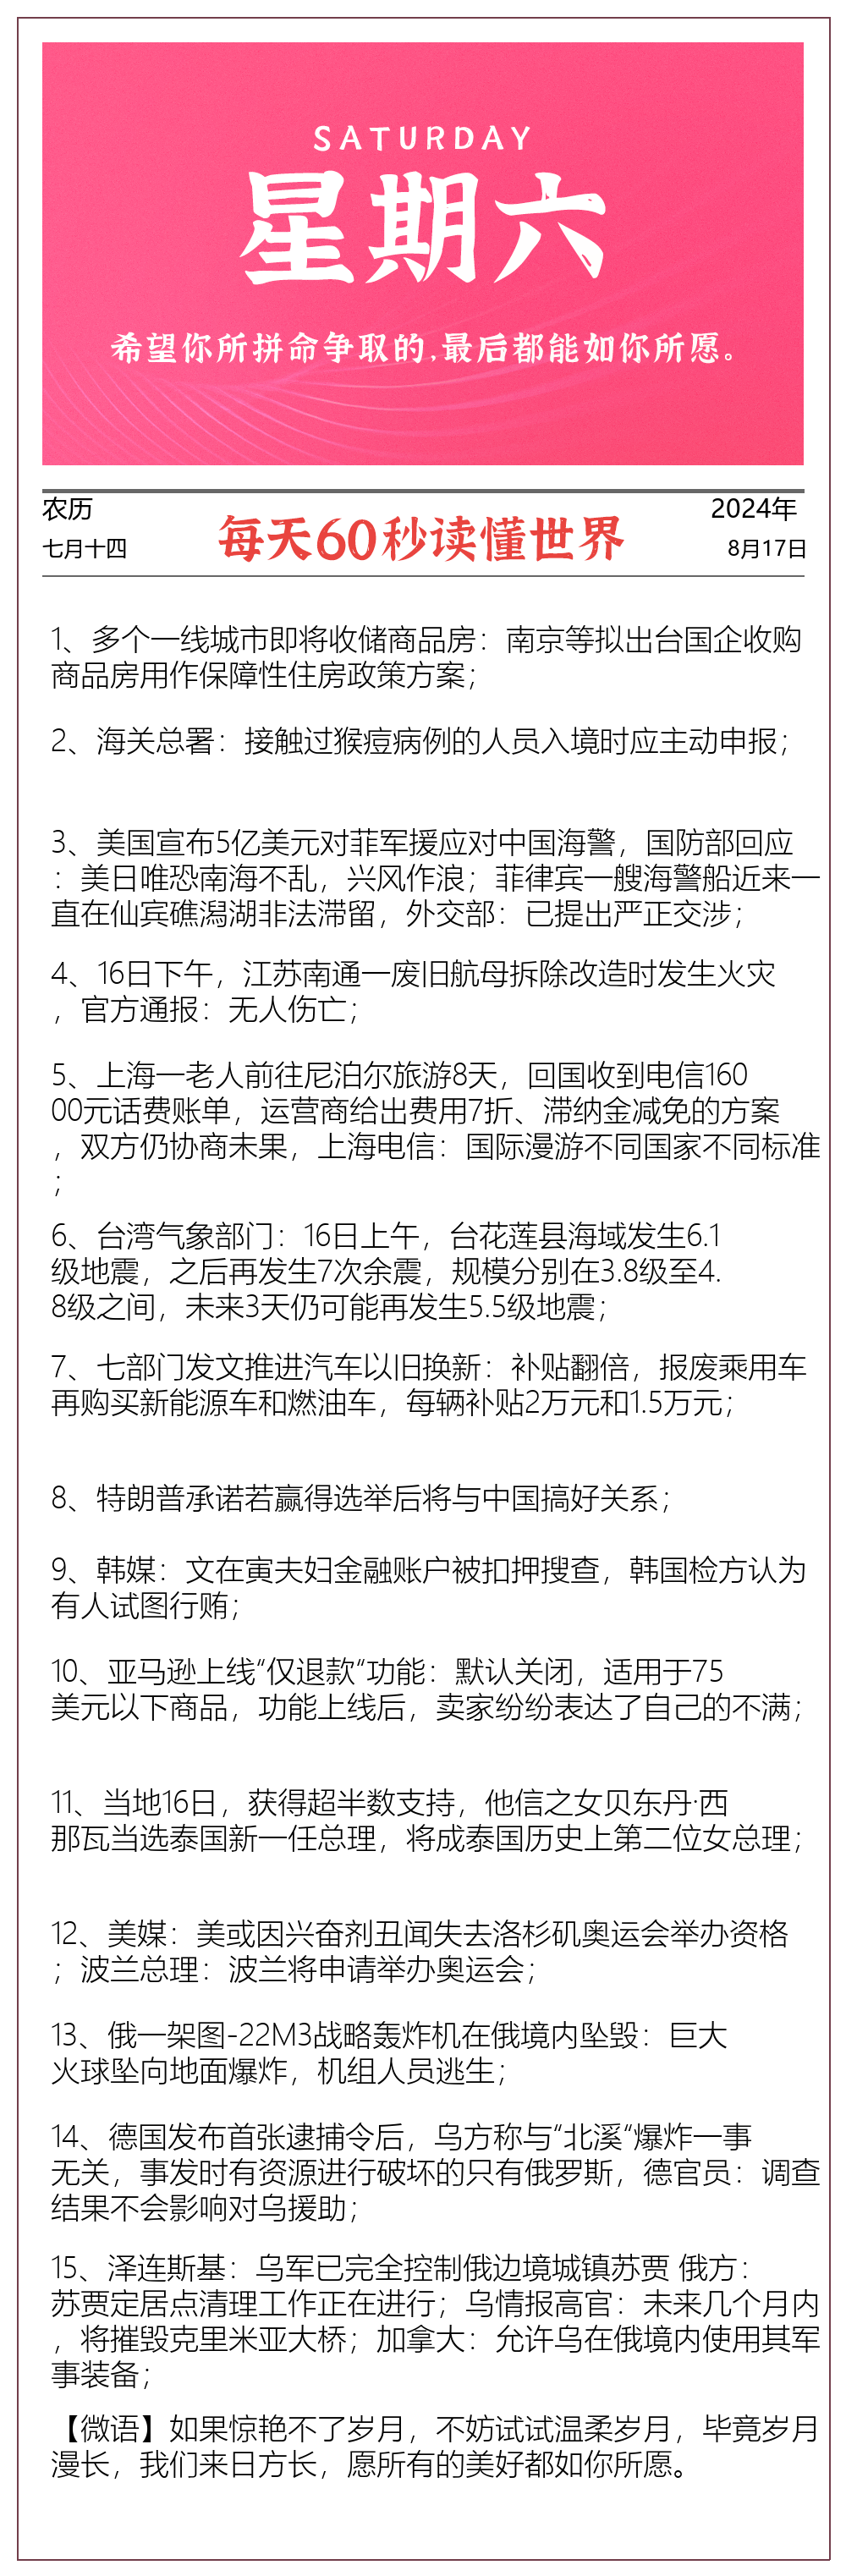 SATURDAY
星期六
希望你所拼命争取的,最后都能如你所愿。
农历
2024年
每天60秒读懂世界
七月十四
8月17日
1、多个一线城市即将收储商品房：南京等拟出台国企收购
商品房用作保障性住房政策方案；
2、海关总署：接触过猴痘病例的人员入境时应主动申报；
3、美国宣布5亿美元对菲军援应对中国海警，国防部回应
：美日唯恐南海不乱，兴风作浪；菲律宾一艘海警船近来一
直在仙宾礁潟湖非法滞留，外交部：已提出严正交涉；
4、16日下午，江苏南通一废旧航母拆除改造时发生火灾
，官方通报：无人伤亡；
5、上海一老人前往尼泊尔旅游8天，回国收到电信160
00元话费账单，运营商给出费用7折、滞纳金减免的方案
，双方仍协商未果，上海电信：国际漫游不同国家不同标准
；
6、台湾气象部门：16日上午，台花莲县海域发生6.1
级地震，之后再发生7次余震，规模分别在3.8级至4.
8级之间，未来3天仍可能再发生5.5级地震；
7、七部门发文推进汽车以旧换新：补贴翻倍，报废乘用车
再购买新能源车和燃油车，每辆补贴2万元和1.5万元；
8、特朗普承诺若赢得选举后将与中国搞好关系；
9、韩媒：文在寅夫妇金融账户被扣押搜查，韩国检方认为
有人试图行贿；
10、亚马逊上线“仅退款“功能：默认关闭，适用于75
美元以下商品，功能上线后，卖家纷纷表达了自己的不满；
11、当地16日，获得超半数支持，他信之女贝东丹·西
那瓦当选泰国新一任总理，将成泰国历史上第二位女总理；
12、美媒：美或因兴奋剂丑闻失去洛杉矶奥运会举办资格
；波兰总理：波兰将申请举办奥运会；
13、俄一架图-22M3战略轰炸机在俄境内坠毁：巨大
火球坠向地面爆炸，机组人员逃生；
14、德国发布首张逮捕令后，乌方称与“北溪“爆炸一事
无关，事发时有资源进行破坏的只有俄罗斯，德官员：调查
结果不会影响对乌援助；
15、泽连斯基：乌军已完全控制俄边境城镇苏贾 俄方：
苏贾定居点清理工作正在进行；乌情报高官：未来几个月内
，将摧毁克里米亚大桥；加拿大：允许乌在俄境内使用其军
事装备；
【微语】如果惊艳不了岁月，不妨试试温柔岁月，毕竟岁月
漫长，我们来日方长，愿所有的美好都如你所愿。